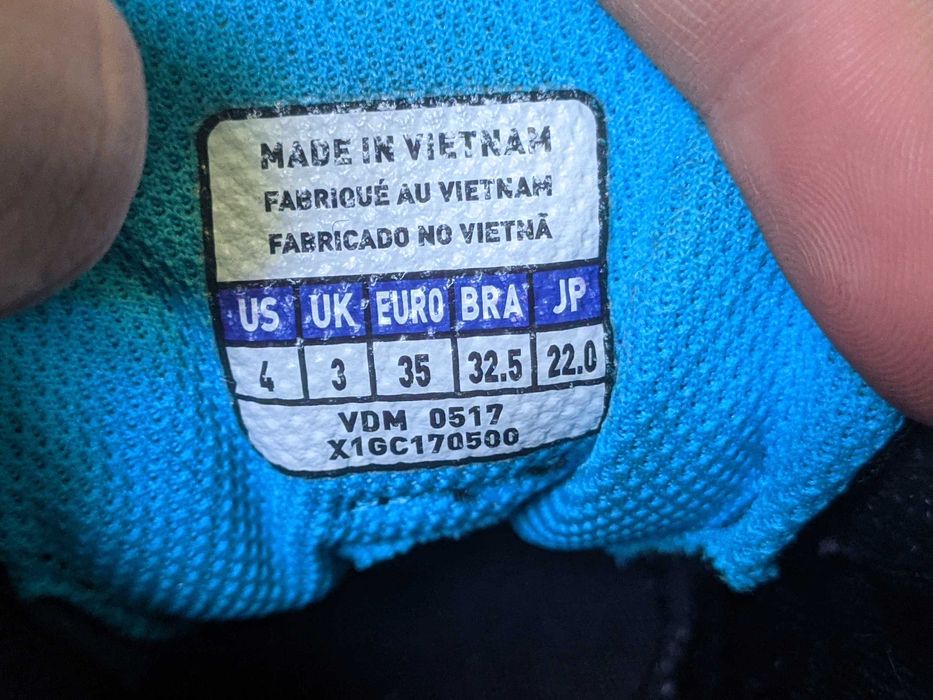 MADE IN VIETNAM
FABRIQUÉ AU VIETNAM
FABRICADO NO VIETNÃ
US UK EURO BRA JP
4 3 35 32.5 22.0
VDM 0517
X1GC170500